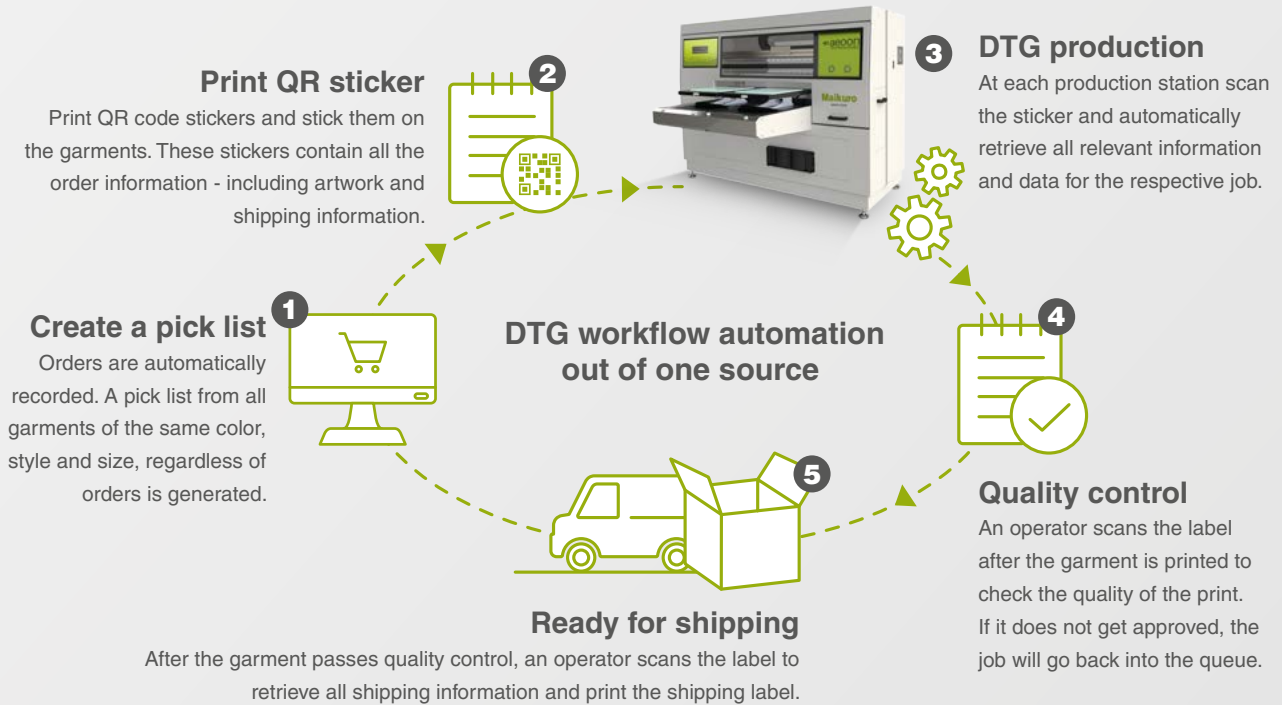 1
Create a pick list
Orders are automatically
recorded. A pick list from all
garments of the same color,
style and size, regardless of
orders is generated.
2
Print QR sticker
Print QR code stickers and stick them on
the garments. These stickers contain all the
order information - including artwork and
shipping information.
aeoon
Maikuro
3
DTG production
At each production station scan
the sticker and automatically
retrieve all relevant information
and data for the respective job.
DTG workflow automation
out of one source
4
Quality control
An operator scans the label
after the garment is printed to
check the quality of the print.
If it does not get approved, the
job will go back into the queue.
5
Ready for shipping
After the garment passes quality control, an operator scans the label to
retrieve all shipping information and print the shipping label.